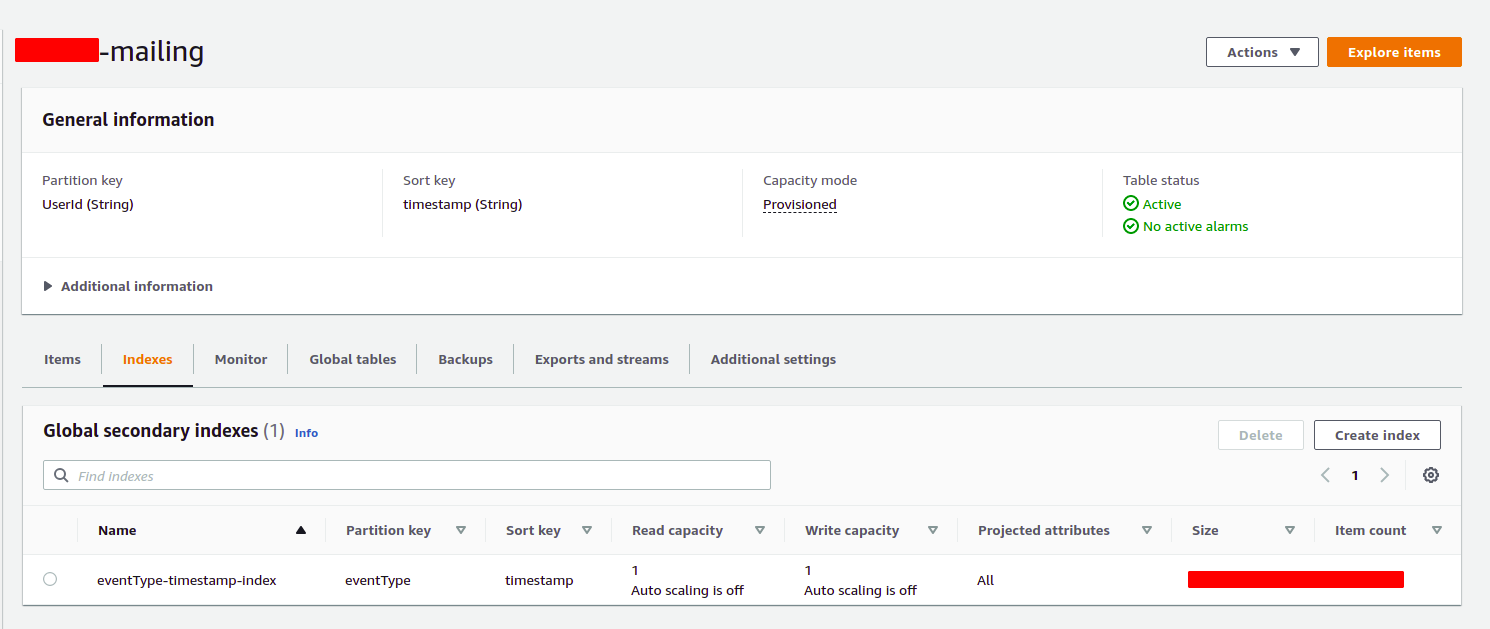 -mailing
Actions
Explore items
General information
Partition key
UserId (String)
Sort key
timestamp (String)
Capacity mode
Provisioned
Table status
Active
No active alarms
Additional information
Items Indexes Monitor Global tables Backups Exports and streams Additional settings
Global secondary indexes (1) Info
Delete
Create index
Find indexes
1
Name Partition key Sort key Read capacity Write capacity Projected attributes Size Item count
eventType-timestamp-index eventType timestamp 1 1 All
Auto scaling is off Auto scaling is off